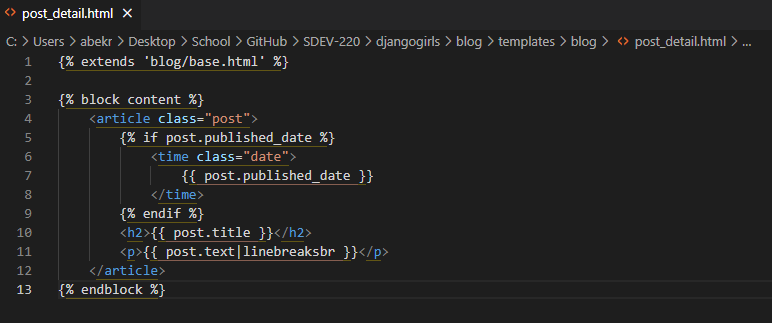 post_detail.html
C: > Users > abekr > Desktop > School > GitHub > SDEV-220 > djangogirls > blog > templates > blog > post_detail.html > ...
1 {% extends 'blog/base.html' %}
2
3 {% block content %}
4     <article class="post">
5         {% if post.published_date %}
6             <time class="date">
7                 {{ post.published_date }}
8             </time>
9         {% endif %}
10         <h2>{{ post.title }}</h2>
11         <p>{{ post.text|linebreaksbr }}</p>
12     </article>
13 {% endblock %}